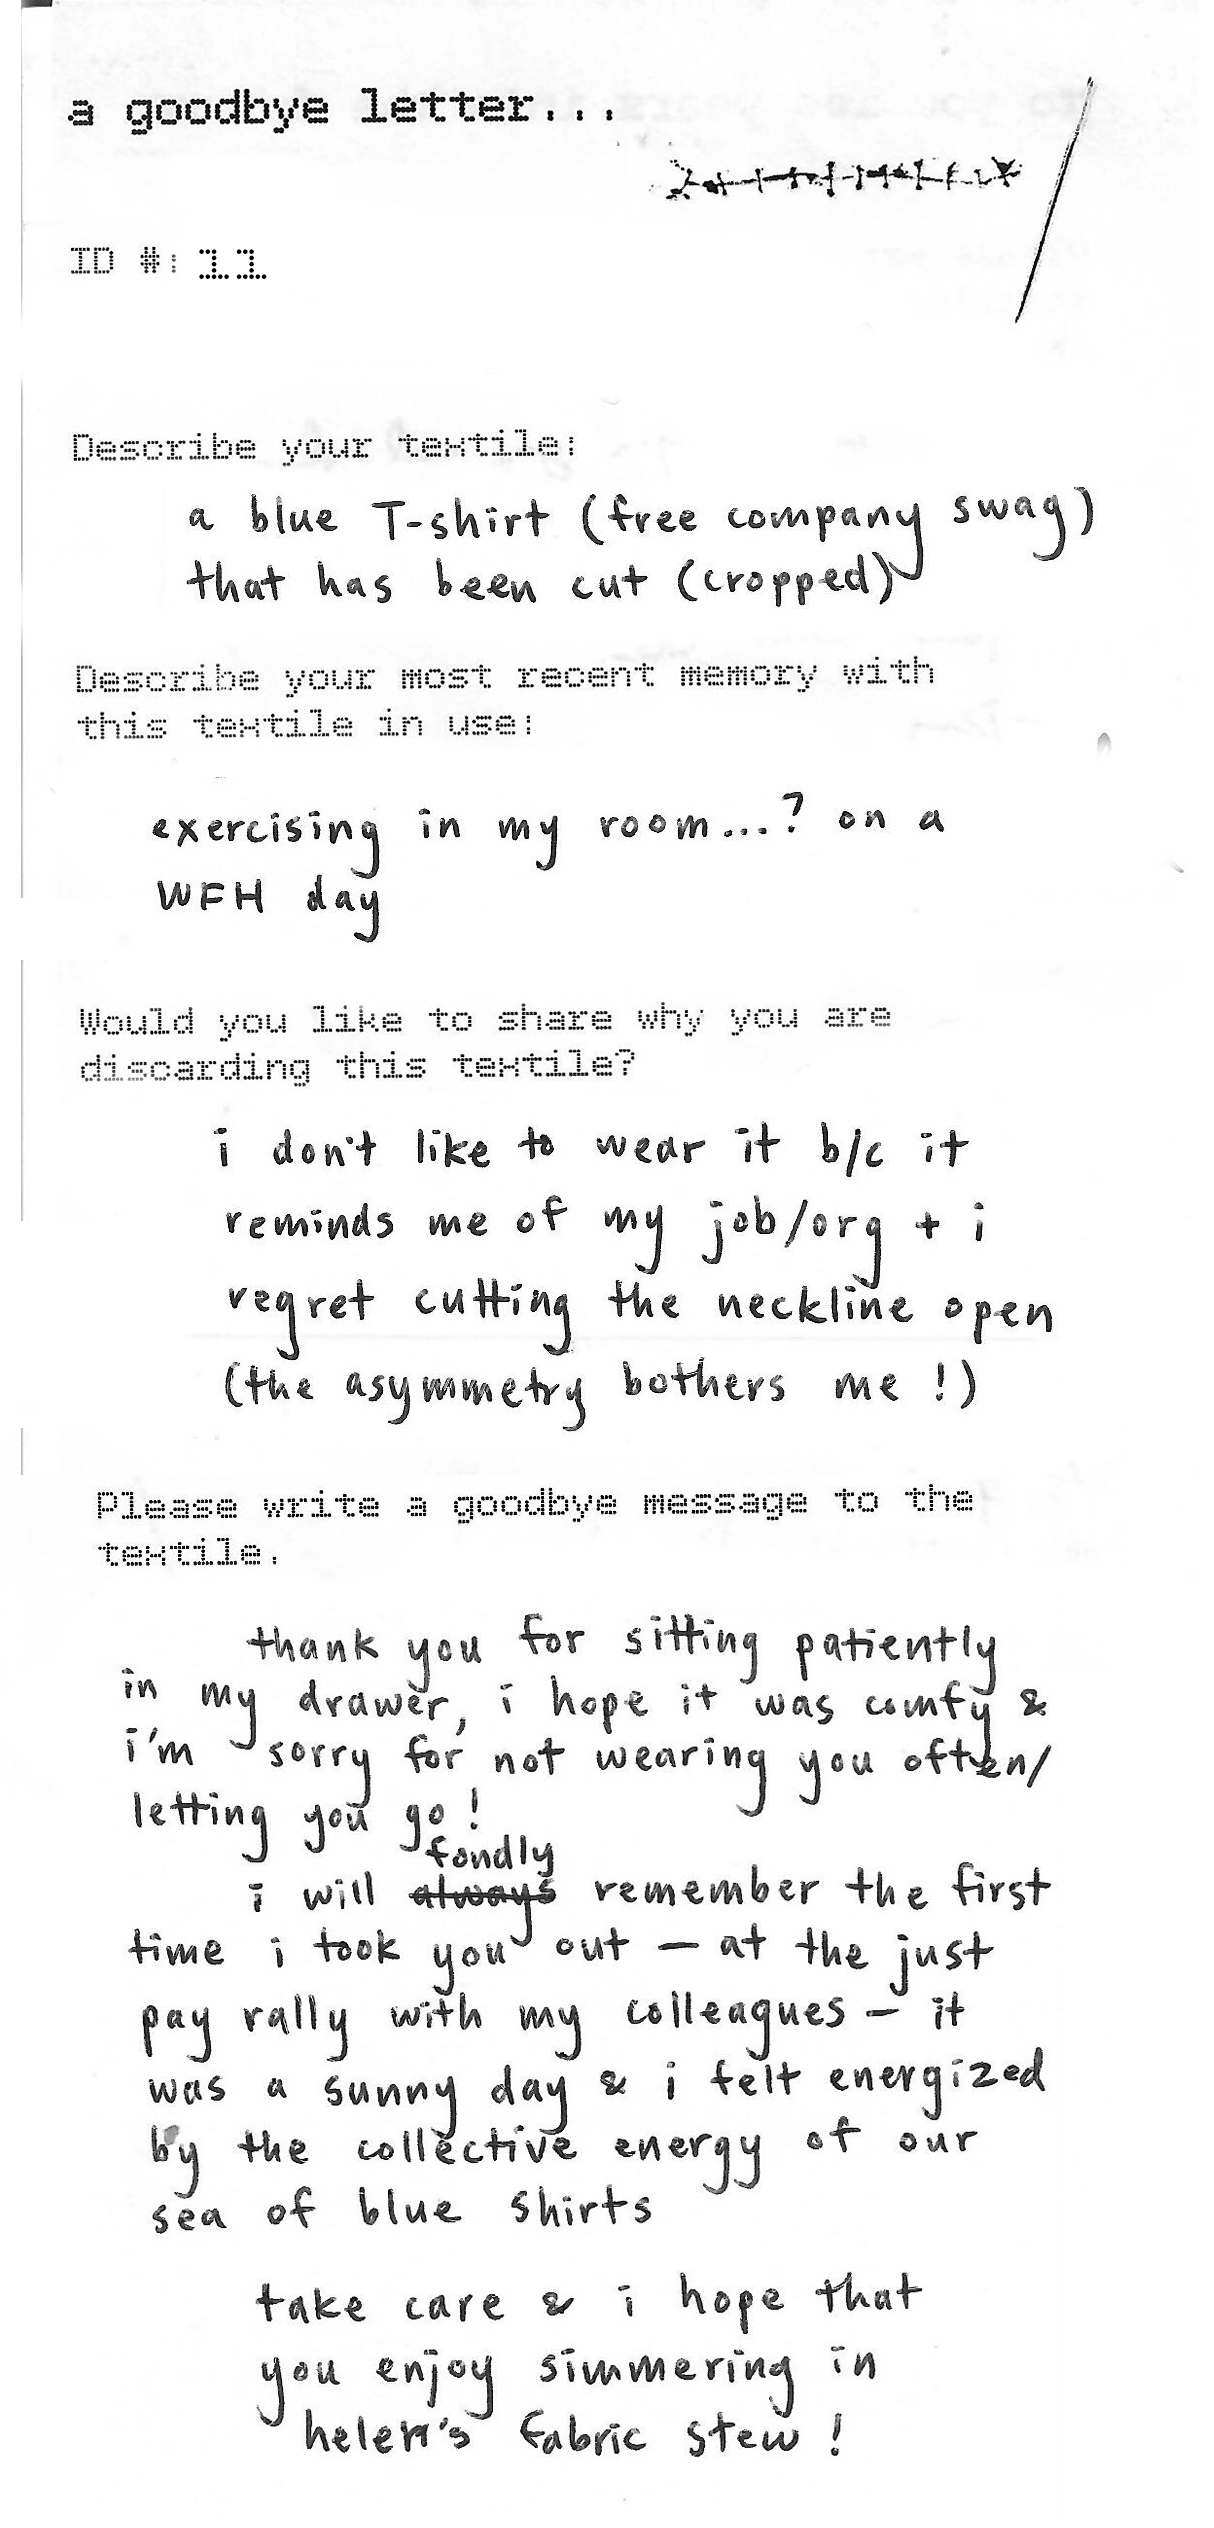 a goodbye letter...
ID #: 11
Describe your textile:
a blue T-shirt (free company swag)
that has been cut (cropped)
Describe your most recent memory with
this textile in use:
exercising in my room...? on a
WFH day
Would you like to share why you are
discarding this textile?
i don't like to wear it b/c it
reminds me of my job/org + i
regret cutting the neckline open
(the asymmetry bothers me!)
Please write a goodbye message to the
textile.
thank you for sitting patiently
in my drawer, i hope it was comfy &
i'm sorry for not wearing you often/
letting you go!
fondly
i will always remember the first
time i took you out — at the just
pay rally with my colleagues — it
was a sunny day & i felt energized
by the collective energy of our
sea of blue shirts
take care & i hope that
you enjoy simmering in
helen's fabric stew!